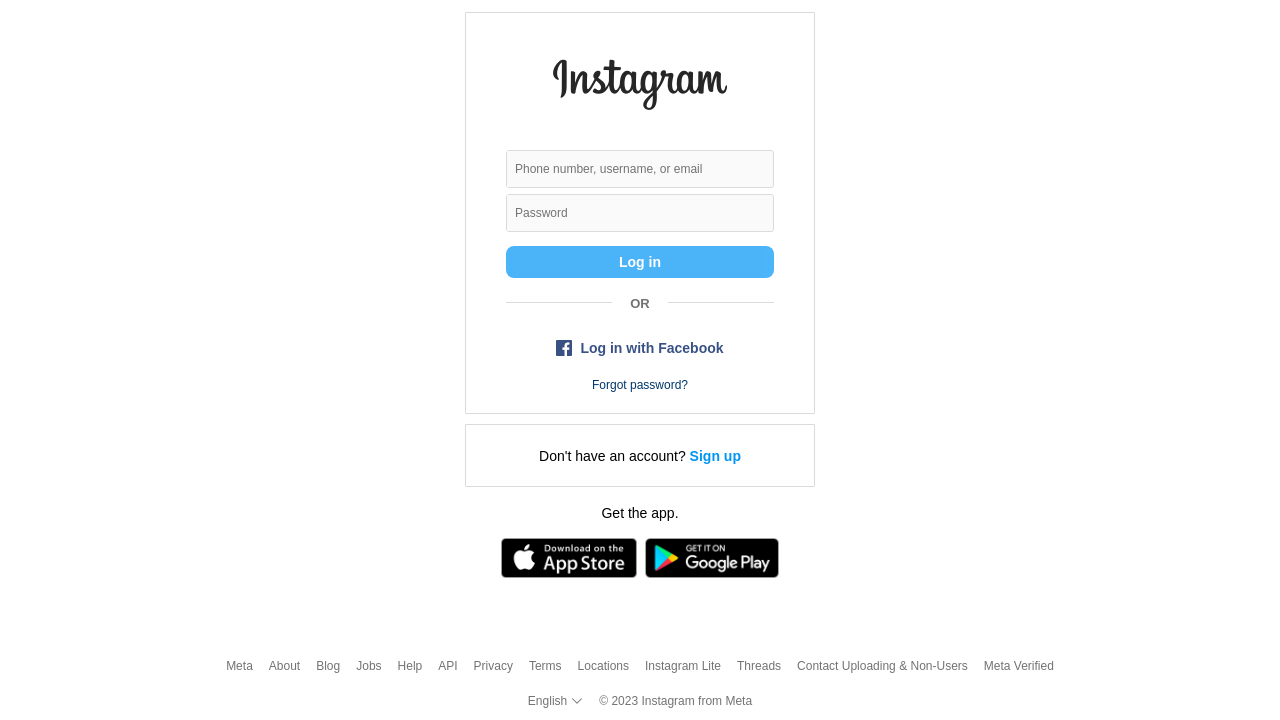 Instagram
Phone number, username, or email
Password
Log in
OR
Log in with Facebook
Forgot password?
Don't have an account? Sign up
Get the app.
Download on the
App Store
GET IT ON
Google Play
Meta About Blog Jobs Help API Privacy Terms Locations Instagram Lite Threads Contact Uploading & Non-Users Meta Verified
English © 2023 Instagram from Meta